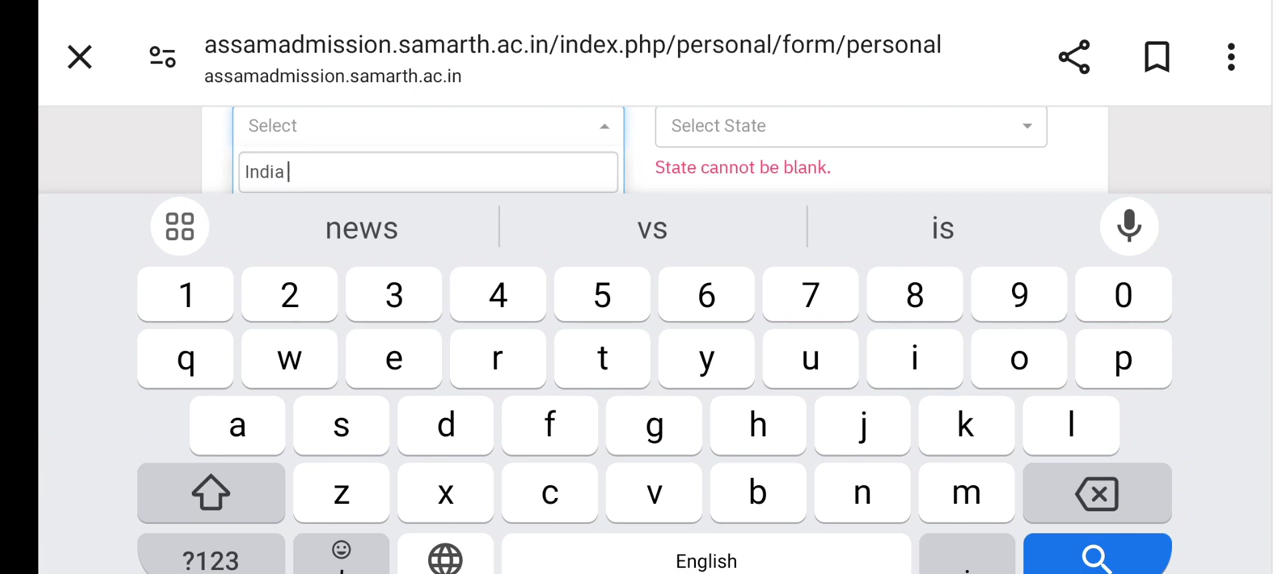 assamadmission.samarth.ac.in/index.php/personal/form/personal
assamadmission.samarth.ac.in
Select
Select State
India
State cannot be blank.
news vs is
1 2 3 4 5 6 7 8 9 0
q w e r t y u i o p
a s d f g h j k l
z x c v b n m
?123 English